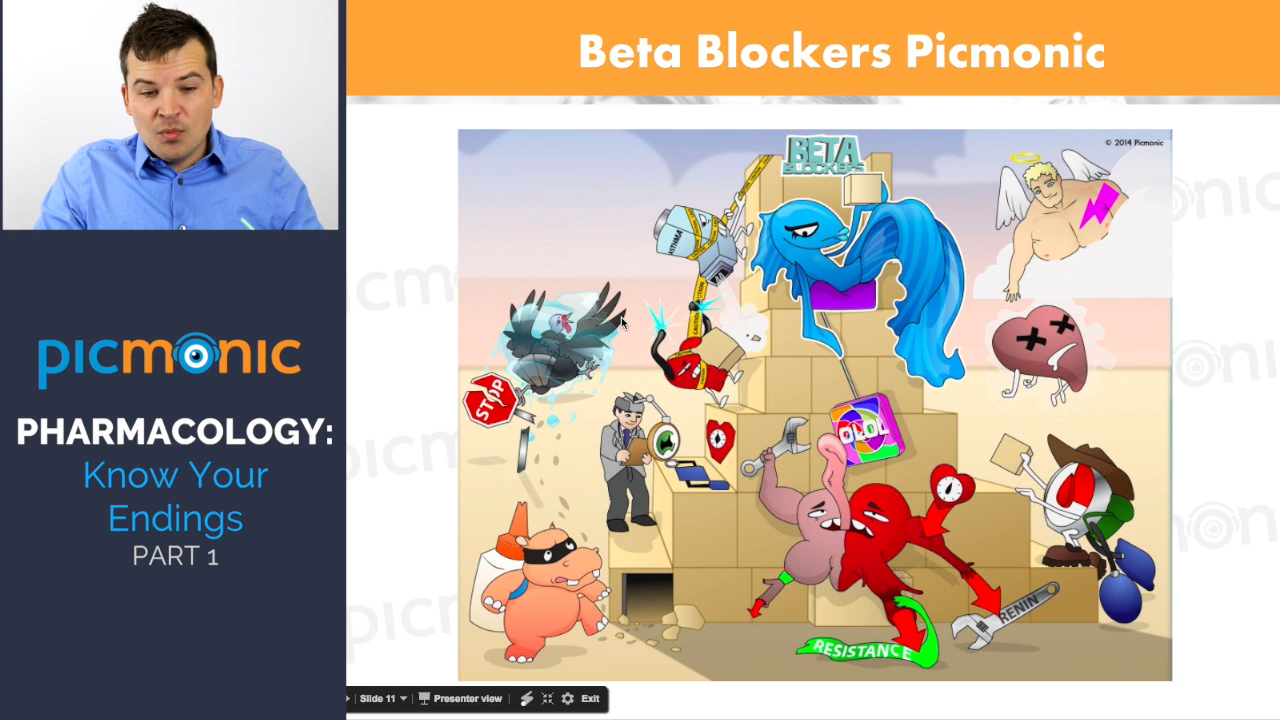 Beta Blockers Picmonic
© 2014 Picmonic
BETA
BLOCKERS
ASTHMA
CAUTION
CAUTION
STOP
OLOL
RENIN
RESISTANCE
picmonic
PHARMACOLOGY:
Know Your
Endings
PART 1
Slide 11
Presenter view
Exit